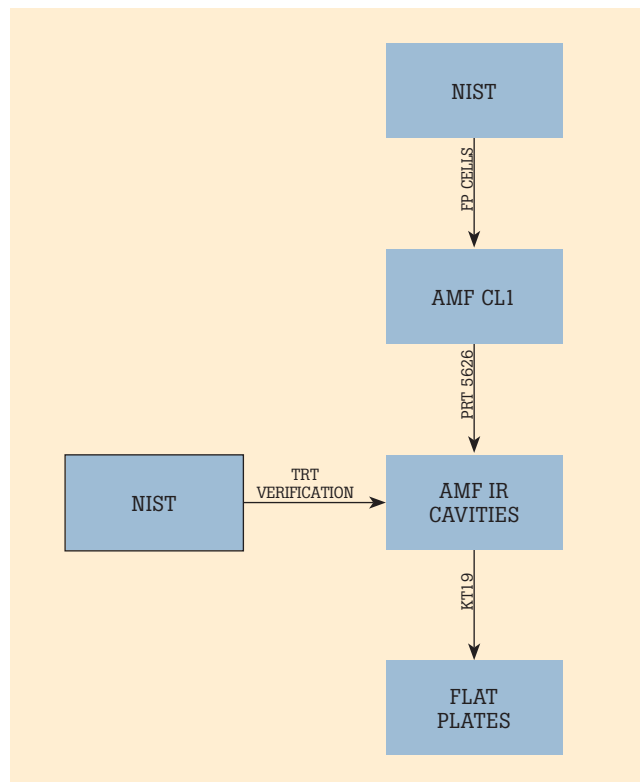 NIST
FP CELLS
AMF CL1
PRT 5626
NIST
TRT
VERIFICATION
AMF IR
CAVITIES
KT19
FLAT
PLATES